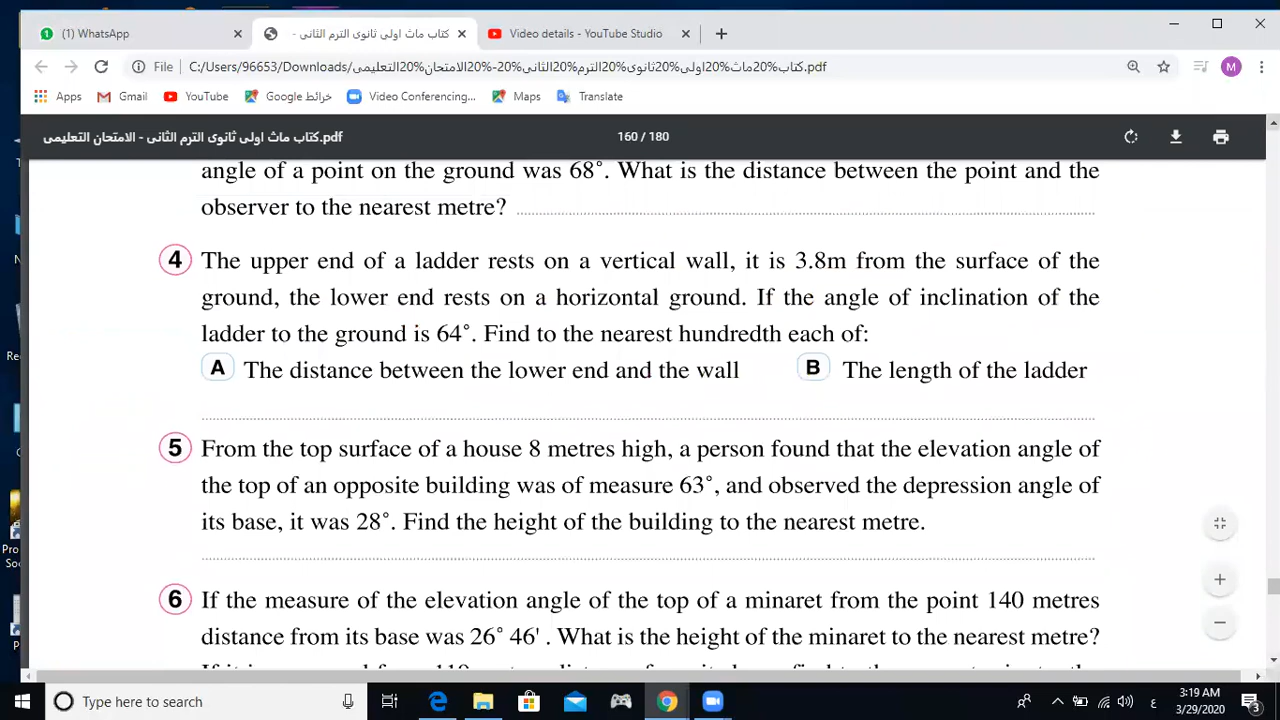 (1) WhatsApp
كتاب ماث اولى ثانوى الترم الثانى -
Video details - YouTube Studio
File C:/Users/96653/Downloads/كتاب%20ماث%20اولى%20ثانوى%20الترم%20الثانى%20-%20الامتحان%20التعليمى.pdf
Apps Gmail YouTube Google خرائط Video Conferencing... Maps Translate
كتاب ماث اولى ثانوى الترم الثانى - الامتحان التعليمى.pdf
160 / 180
angle of a point on the ground was 68°. What is the distance between the point and the
observer to the nearest metre?
4 The upper end of a ladder rests on a vertical wall, it is 3.8m from the surface of the
ground, the lower end rests on a horizontal ground. If the angle of inclination of the
ladder to the ground is 64°. Find to the nearest hundredth each of:
A The distance between the lower end and the wall B The length of the ladder
5 From the top surface of a house 8 metres high, a person found that the elevation angle of
the top of an opposite building was of measure 63°, and observed the depression angle of
its base, it was 28°. Find the height of the building to the nearest metre.
6 If the measure of the elevation angle of the top of a minaret from the point 140 metres
distance from its base was 26° 46' . What is the height of the minaret to the nearest metre?
Type here to search
ع
3:19 AM
3/29/2020
3
M